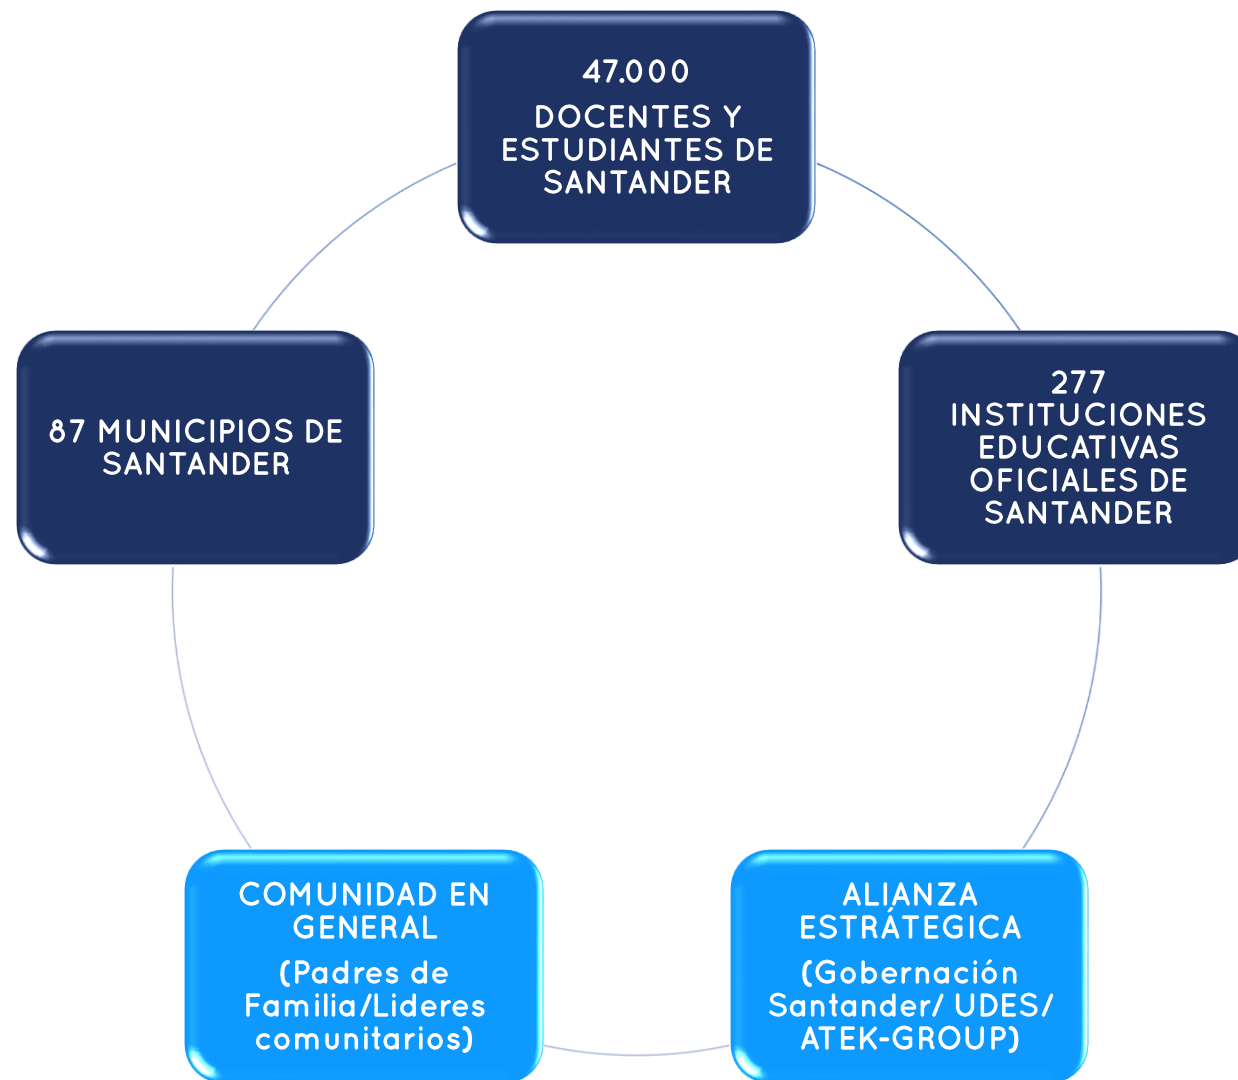 47.000
DOCENTES Y
ESTUDIANTES DE
SANTANDER
277
INSTITUCIONES
EDUCATIVAS
OFICIALES DE
SANTANDER
ALIANZA
ESTRÁTEGICA
(Gobernación
Santander/ UDES/
ATEK-GROUP)
COMUNIDAD EN
GENERAL
(Padres de
Familia/Lideres
comunitarios)
87 MUNICIPIOS DE
SANTANDER